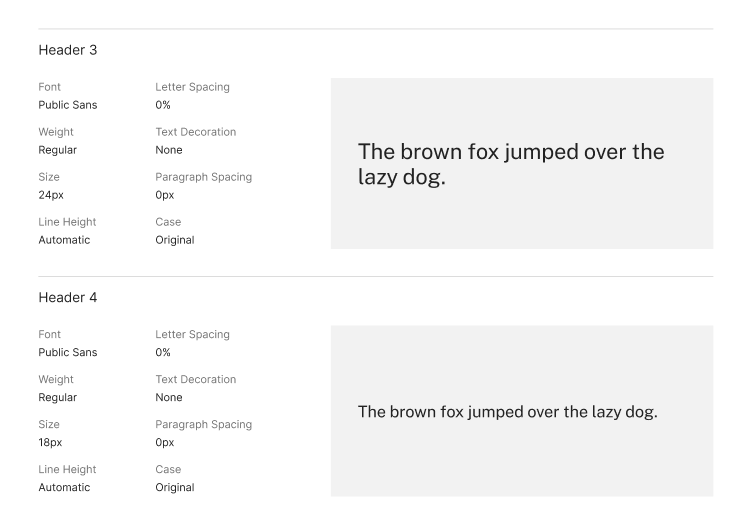 Header 3
Font Letter Spacing
Public Sans 0%
Weight Text Decoration
Regular None
Size Paragraph Spacing
24px 0px
Line Height Case
Automatic Original
The brown fox jumped over the
lazy dog.
Header 4
Font Letter Spacing
Public Sans 0%
Weight Text Decoration
Regular None
Size Paragraph Spacing
18px 0px
Line Height Case
Automatic Original
The brown fox jumped over the lazy dog.